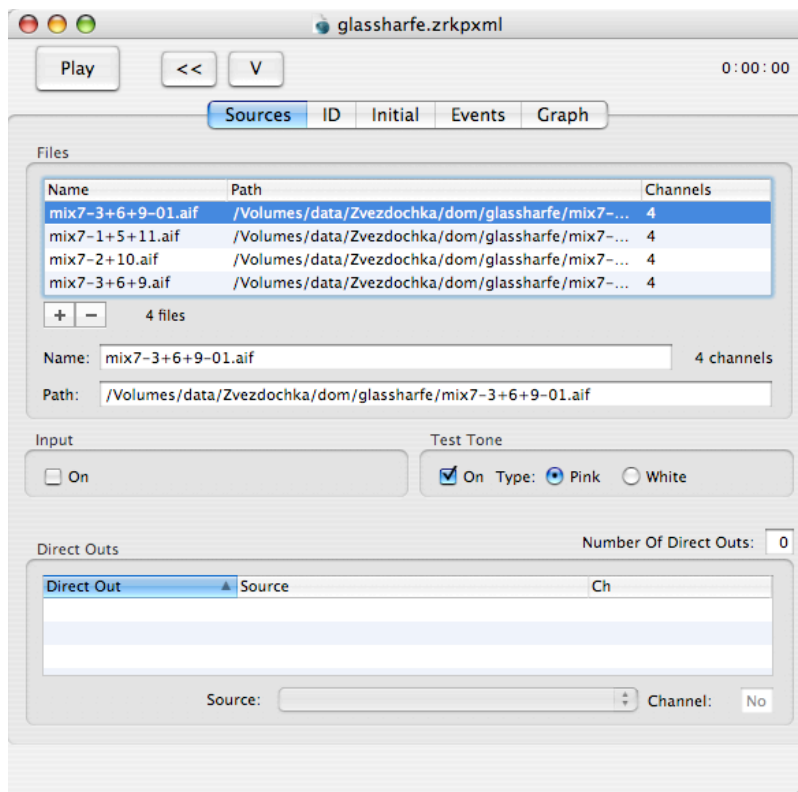 glassharfe.zrkpxml
Play << V 0:00:00
Sources ID Initial Events Graph
Files
Name Path Channels
mix7-3+6+9-01.aif /Volumes/data/Zvezdochka/dom/glassharfe/mix7-... 4
mix7-1+5+11.aif /Volumes/data/Zvezdochka/dom/glassharfe/mix7-... 4
mix7-2+10.aif /Volumes/data/Zvezdochka/dom/glassharfe/mix7-... 4
mix7-3+6+9.aif /Volumes/data/Zvezdochka/dom/glassharfe/mix7-... 4
+ − 4 files
Name: mix7-3+6+9-01.aif 4 channels
Path: /Volumes/data/Zvezdochka/dom/glassharfe/mix7-3+6+9-01.aif
Input Test Tone
On On Type: Pink White
Direct Outs Number Of Direct Outs: 0
Direct Out Source Ch
Source: Channel: No